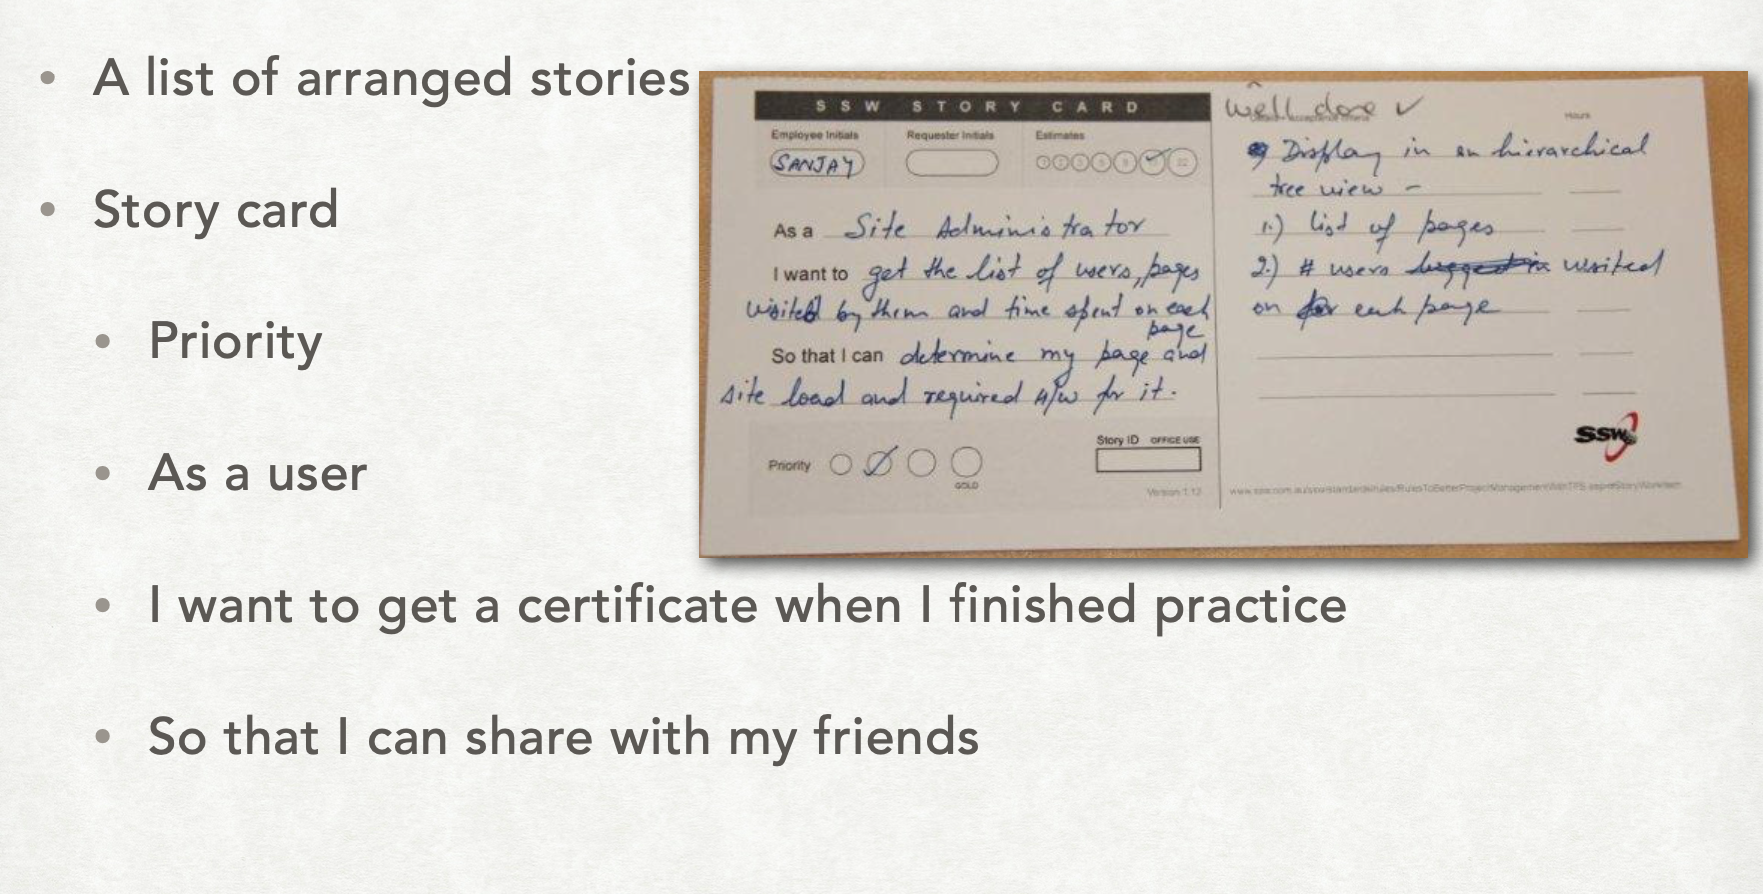 A list of arranged stories
Story card
Priority
As a user
I want to get a certificate when I finished practice
So that I can share with my friends
SSW STORY CARD
Employee Initials Requester Initials Estimates
SANJAY
As a Site Administrator
I want to get the list of users, pages
visited by them and time spent on each
page
So that I can determine my page and
site load and required H/W for it.
Priority
GOLD
Story ID OFFICE USE
Version 1.12
Well done ✓
Hours
Display in an hierarchical
tree view -
1.) list of pages
2.) # users visited
on each page
SSW